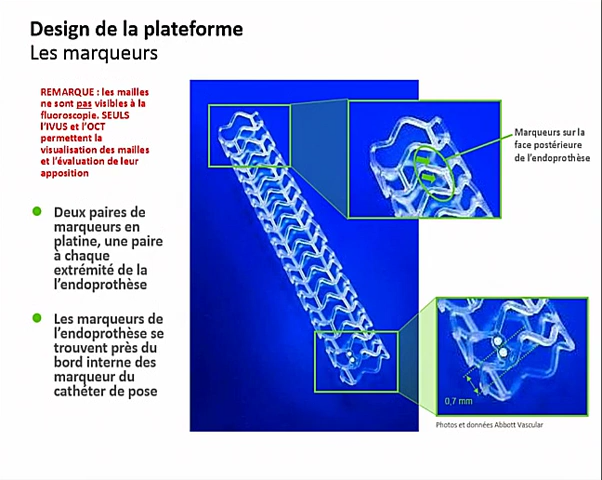 Design de la plateforme
Les marqueurs
REMARQUE : les mailles
ne sont pas visibles à la
fluoroscopie. SEULS
l'IVUS et l'OCT
permettent la
visualisation des mailles
et l'évaluation de leur
apposition
Deux paires de
marqueurs en
platine, une paire
à chaque
extrémité de la
l'endoprothèse
Les marqueurs de
l'endoprothèse se
trouvent près du
bord interne des
marqueur du
catheter de pose
Marqueurs sur la
face postérieure
de l'endoprothèse
0,7 mm
Photos et données Abbott Vascular